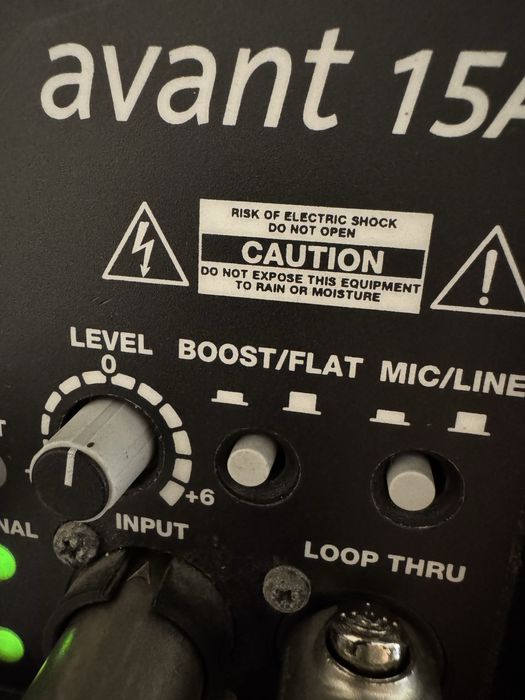 avant 15A
RISK OF ELECTRIC SHOCK
DO NOT OPEN
CAUTION
DO NOT EXPOSE THIS EQUIPMENT
TO RAIN OR MOISTURE
LEVEL
0
BOOST/FLAT
MIC/LINE
+6
NAL
INPUT
LOOP THRU